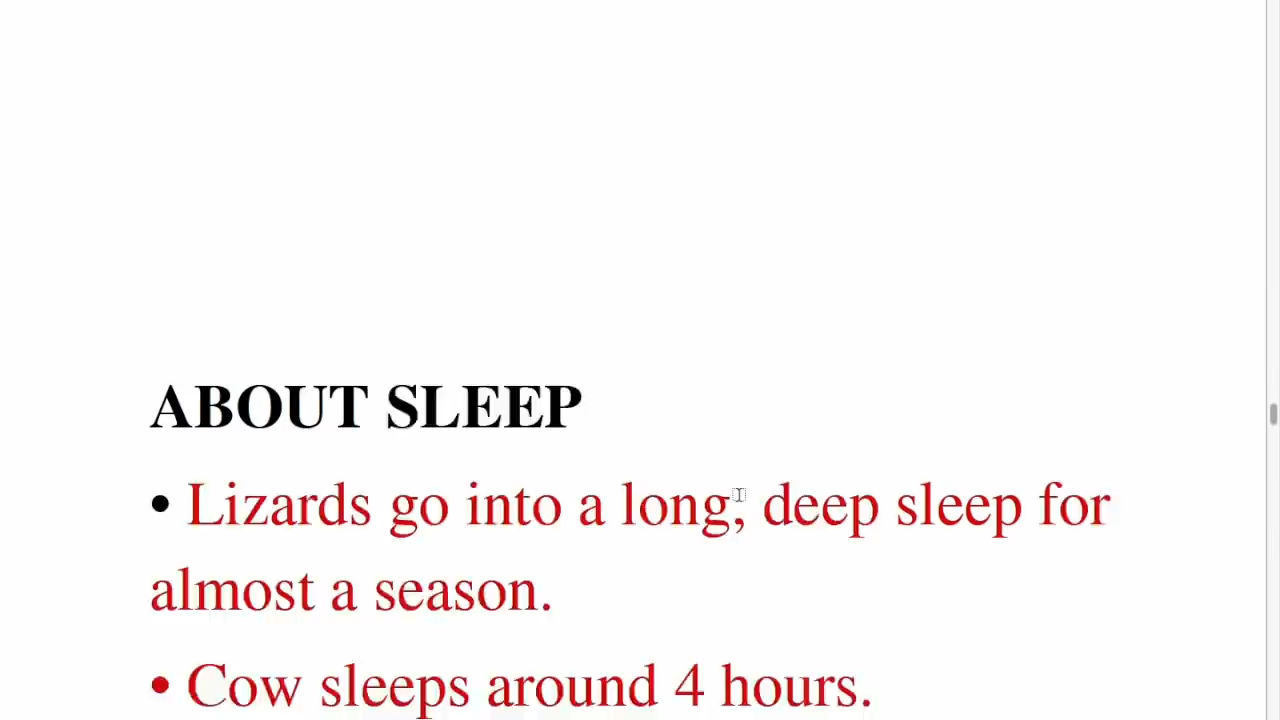 ABOUT SLEEP
• Lizards go into a long, deep sleep for
almost a season.
• Cow sleeps around 4 hours.